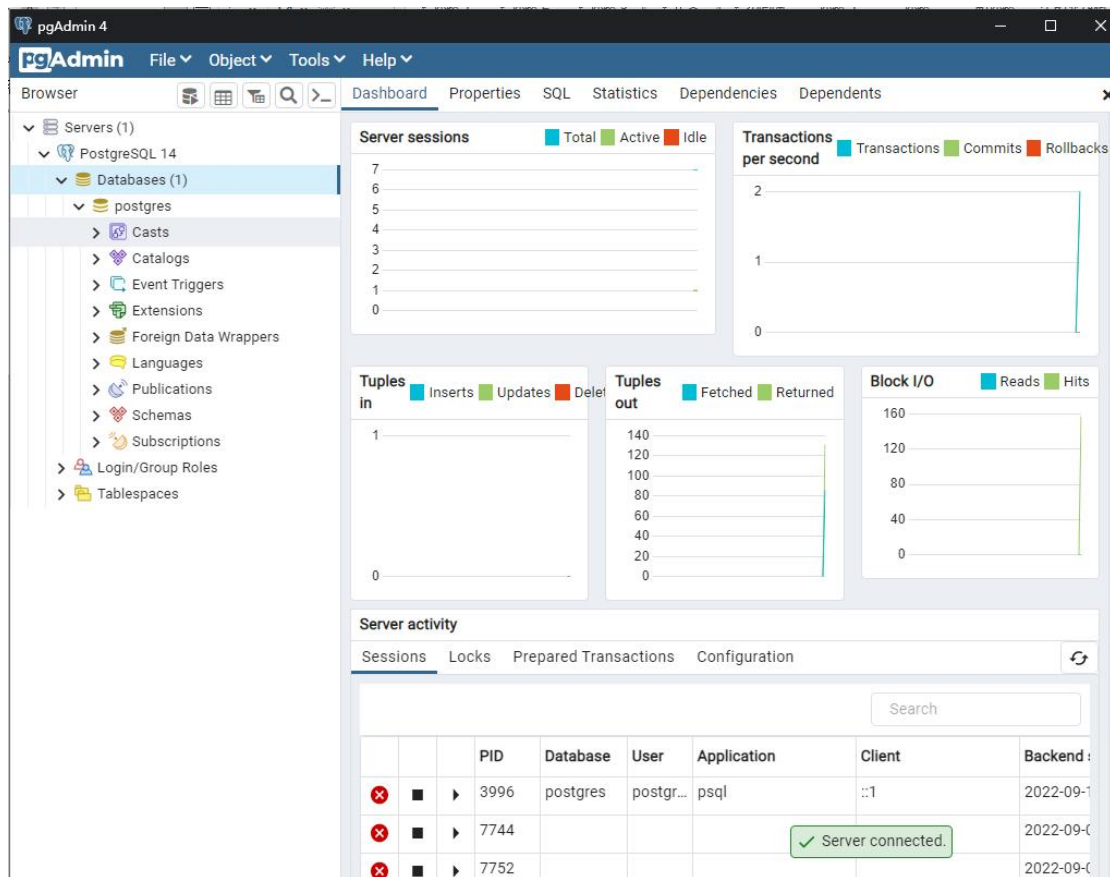 pgAdmin 4
pgAdmin File Object Tools Help
Browser
Dashboard Properties SQL Statistics Dependencies Dependents
Servers (1)
PostgreSQL 14
Databases (1)
postgres
Casts
Catalogs
Event Triggers
Extensions
Foreign Data Wrappers
Languages
Publications
Schemas
Subscriptions
Login/Group Roles
Tablespaces
Server sessions
Total Active Idle
7
6
5
4
3
2
1
0
Transactions
per second
Transactions Commits Rollbacks
2
1
0
Tuples
in
Inserts Updates Delet
1
0
Tuples
out
Fetched Returned
140
120
100
80
60
40
20
0
Block I/O
Reads Hits
160
120
80
40
0
Server activity
Sessions Locks Prepared Transactions Configuration
Search
PID Database User Application Client Backend
3996 postgres postgr... psql ::1 2022-09-1
7744 2022-09-0
Server connected.
7752 2022-09-0